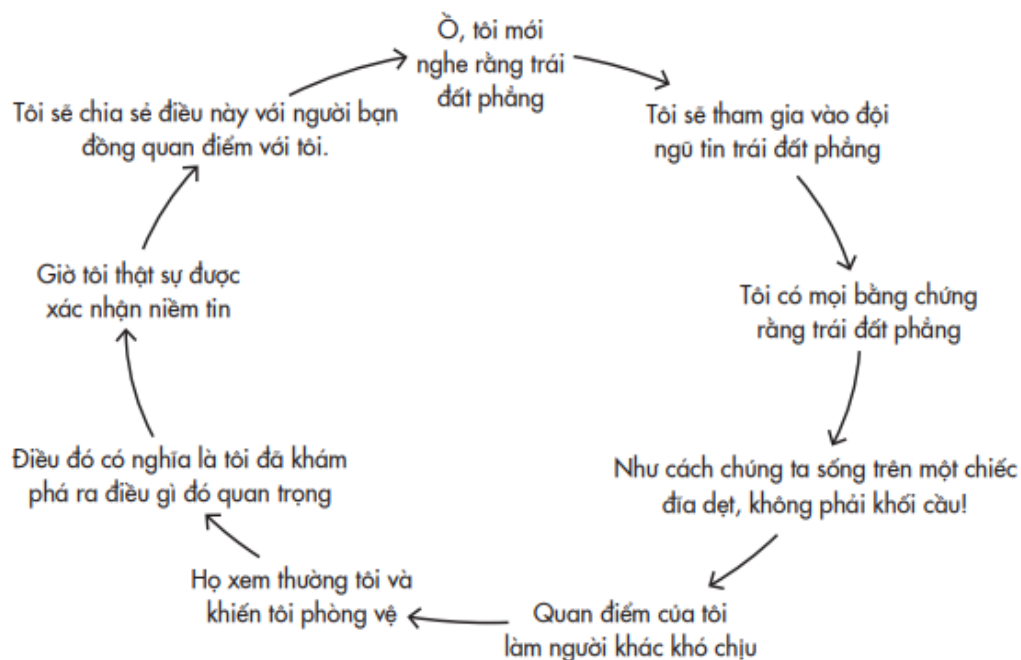 Ồ, tôi mới
nghe rằng trái
đất phẳng
Tôi sẽ tham gia vào đội
ngũ tin trái đất phẳng
Tôi có mọi bằng chứng
rằng trái đất phẳng
Như cách chúng ta sống trên một chiếc
đĩa dẹt, không phải khối cầu!
Quan điểm của tôi
làm người khác khó chịu
Họ xem thường tôi và
khiến tôi phòng vệ
Điều đó có nghĩa là tôi đã khám
phá ra điều gì đó quan trọng
Giờ tôi thật sự được
xác nhận niềm tin
Tôi sẽ chia sẻ điều này với người bạn
đồng quan điểm với tôi.